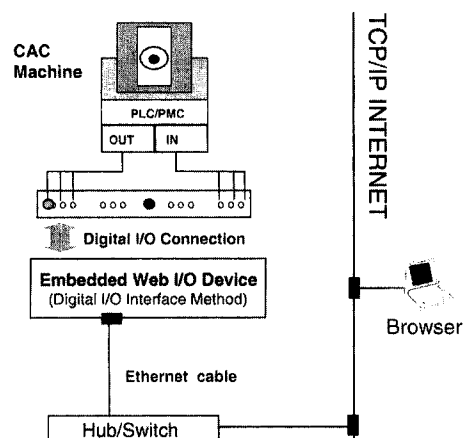 CAC
Machine
PLC/PMC
OUT IN
Digital I/O Connection
Embedded Web I/O Device
(Digital I/O Interface Method)
Ethernet cable
Hub/Switch
TCP/IP INTERNET
Browser